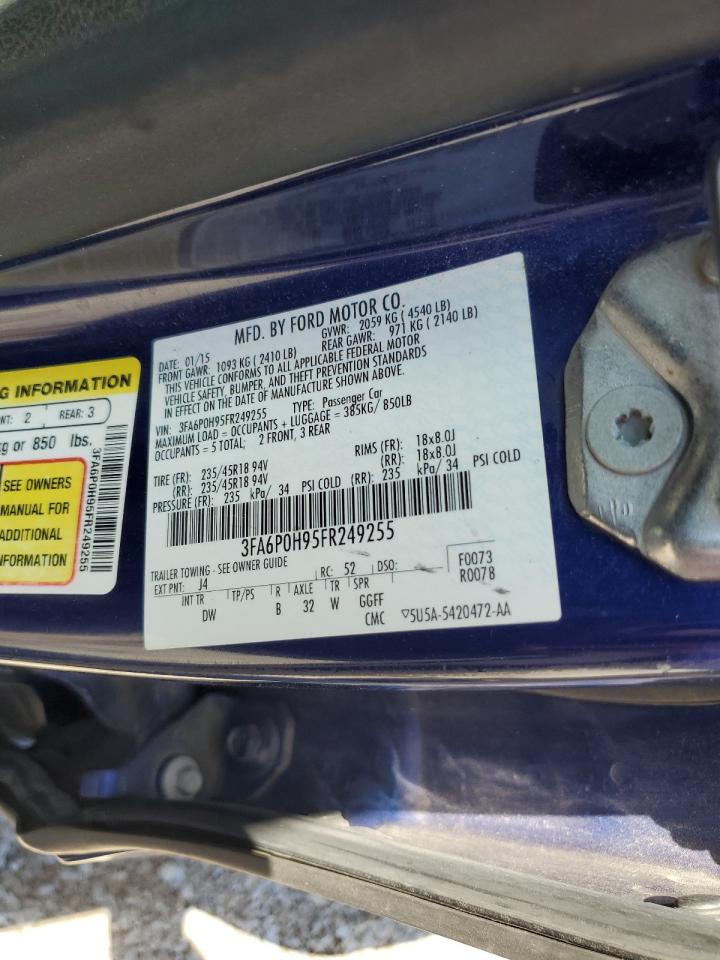 G INFORMATION
NT: 2 REAR: 3
kg or 850 lbs.
SEE OWNERS
MANUAL FOR
ADDITIONAL
INFORMATION
3FA6P0H95FR249255
MFD. BY FORD MOTOR CO.
DATE: 01/15 GVWR: 2059 KG ( 4540 LB)
FRONT GAWR: 1093 KG ( 2410 LB) REAR GAWR: 971 KG ( 2140 LB)
THIS VEHICLE CONFORMS TO ALL APPLICABLE FEDERAL MOTOR
VEHICLE SAFETY, BUMPER, AND THEFT PREVENTION STANDARDS
IN EFFECT ON THE DATE OF MANUFACTURE SHOWN ABOVE.
VIN: 3FA6P0H95FR249255 TYPE: Passenger Car
MAXIMUM LOAD = OCCUPANTS + LUGGAGE = 385KG/ 850LB
OCCUPANTS = 5 TOTAL; 2 FRONT, 3 REAR
TIRE (FR): 235/45R18 94V RIMS (FR): 18x8.0J
(RR): 235/45R18 94V (RR): 18x8.0J
PRESSURE (FR): 235 kPa/ 34 PSI COLD (RR): 235 kPa/ 34 PSI COLD
3FA6P0H95FR249255
TRAILER TOWING - SEE OWNER GUIDE
EXT PNT: J4 RC: 52 DSO: F0073
INT TR TP/PS R AXLE TR SPR R0078
DW B 32 W GGFF
CMC ▽5U5A-5420472-AA